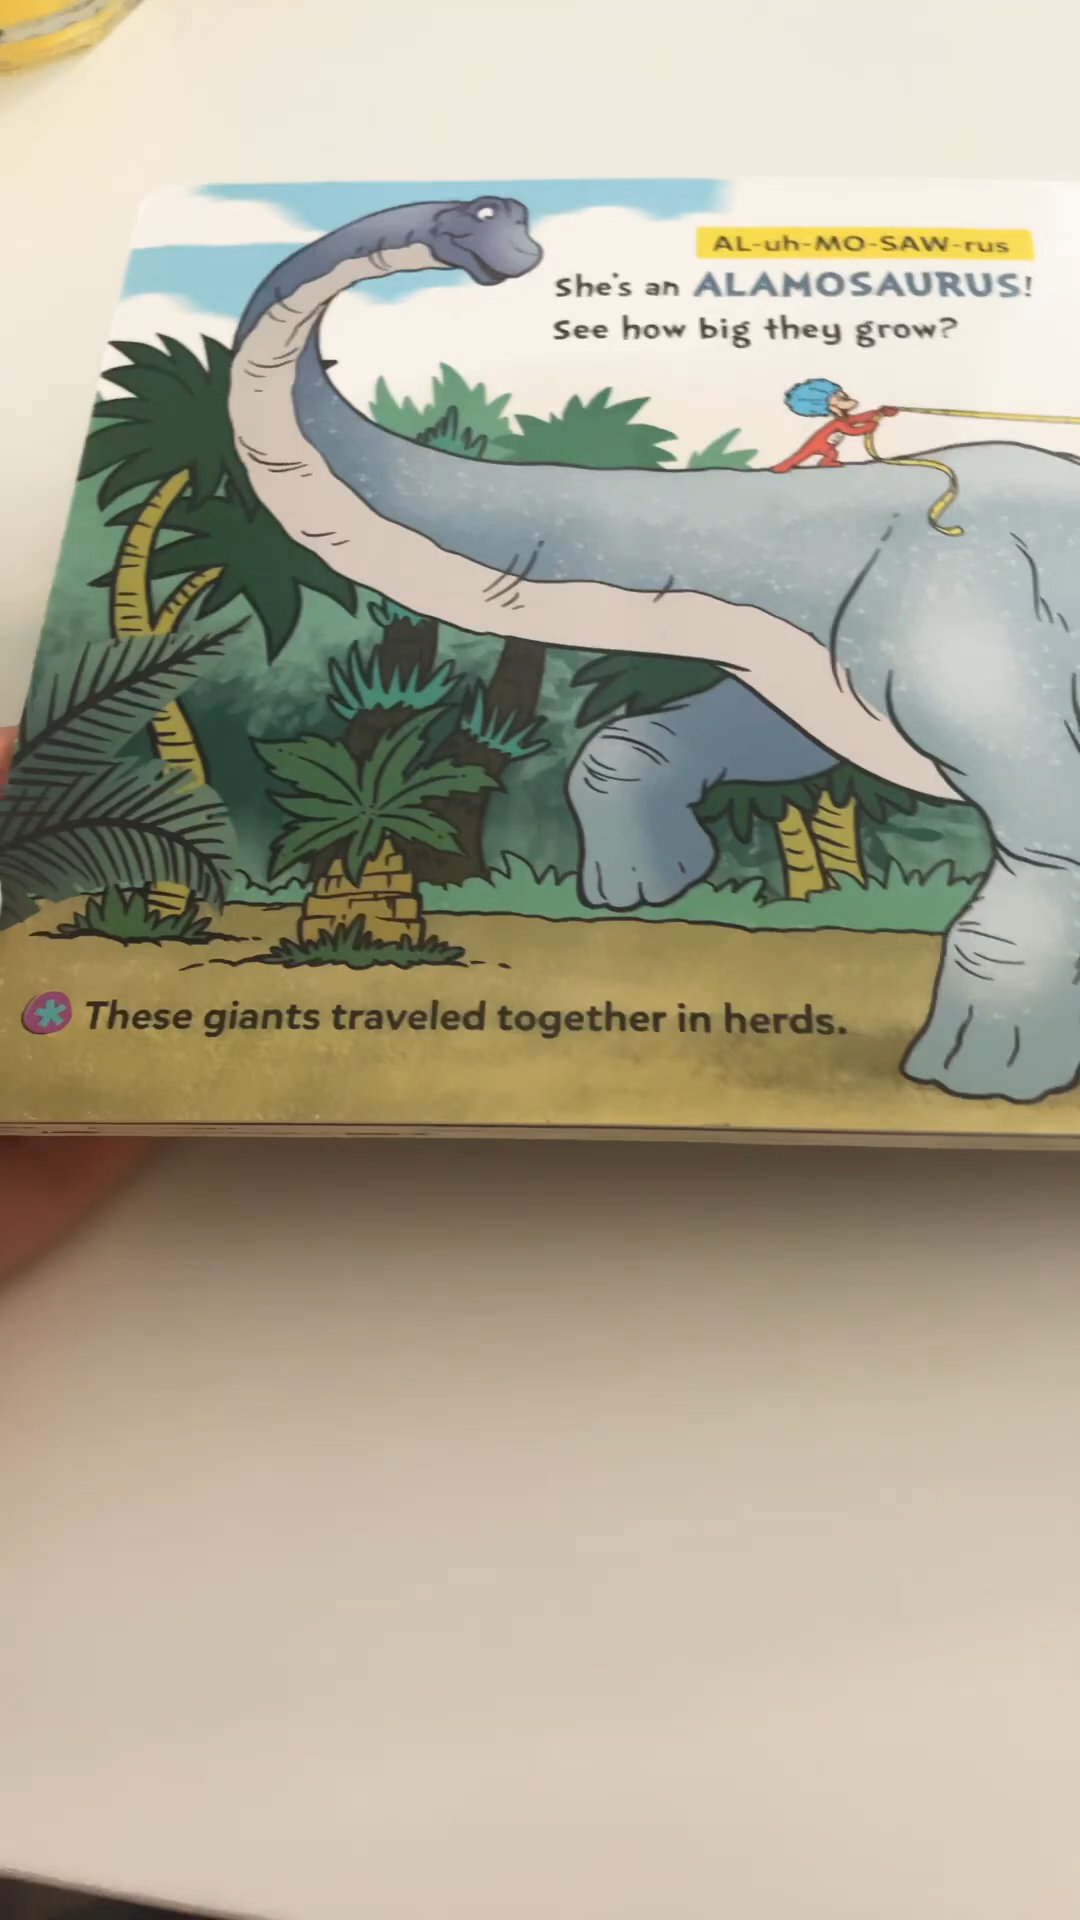 AL-uh-MO-SAW-rus
She's an ALAMOSAURUS!
See how big they grow?
These giants traveled together in herds.